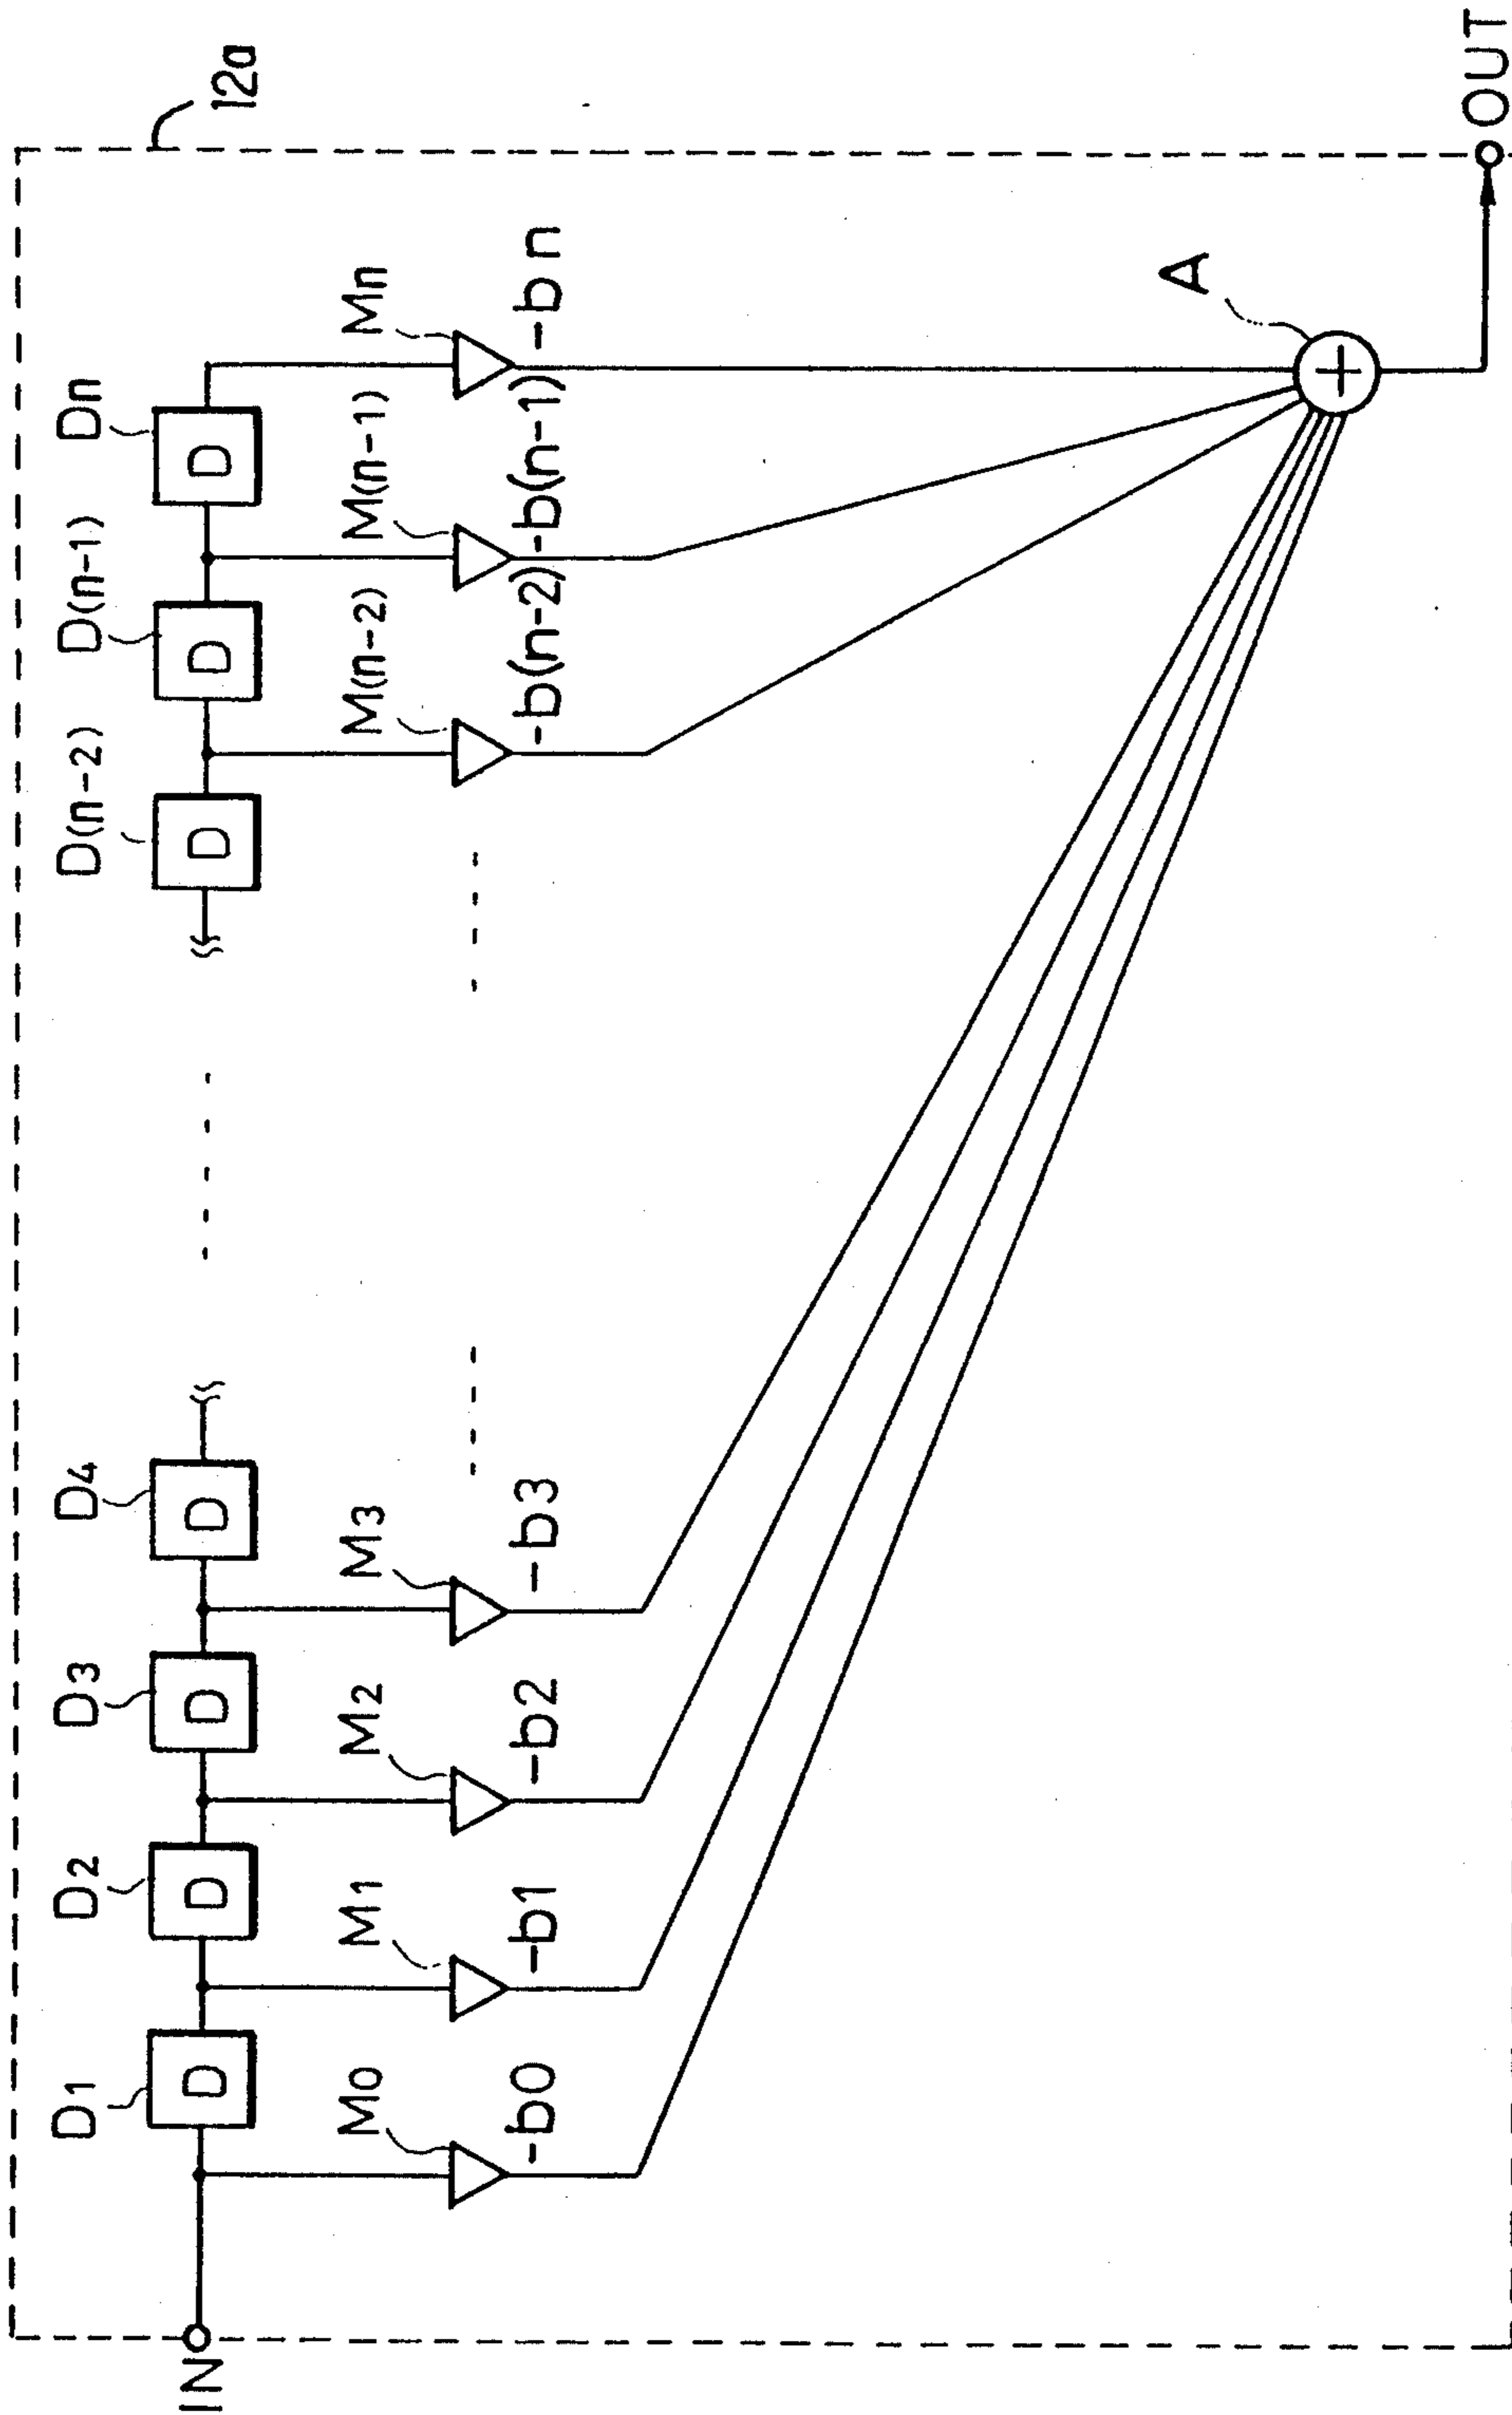 12a
D1 D2 D3 D4 D(n-2) D(n-1) Dn
D D D D D D D
M0 M1 M2 M3 M(n-2) M(n-1) Mn
-b0 -b1 -b2 -b3 -b(n-2) -b(n-1) -bn
IN
A
+
OUT